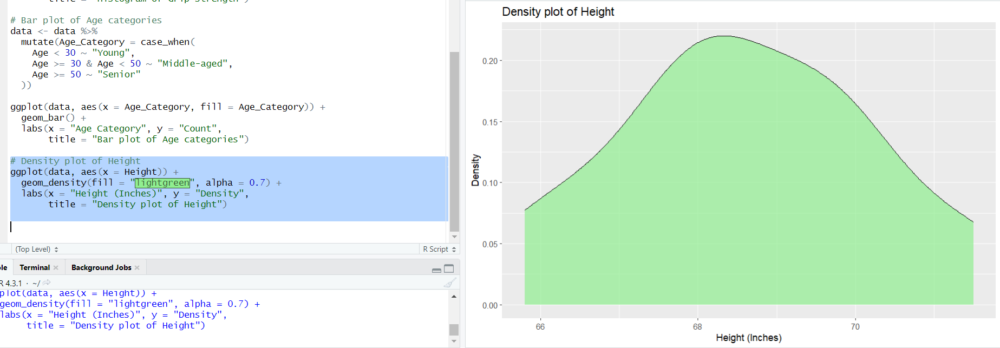 title = "Histogram of Grip Strength")
# Bar plot of Age categories
data <- data %>%
  mutate(Age_Category = case_when(
    Age < 30 ~ "Young",
    Age >= 30 & Age < 50 ~ "Middle-aged",
    Age >= 50 ~ "Senior"
  ))
ggplot(data, aes(x = Age_Category, fill = Age_Category)) +
  geom_bar() +
  labs(x = "Age Category", y = "Count",
       title = "Bar plot of Age categories")
# Density plot of Height
ggplot(data, aes(x = Height)) +
  geom_density(fill = "lightgreen", alpha = 0.7) +
  labs(x = "Height (Inches)", y = "Density",
       title = "Density plot of Height")
(Top Level)
R Script
le Terminal Background Jobs
R 4.3.1 · ~/
plot(data, aes(x = Height)) +
geom_density(fill = "lightgreen", alpha = 0.7) +
labs(x = "Height (Inches)", y = "Density",
     title = "Density plot of Height")
Density plot of Height
0.20
0.15
0.10
0.05
0.00
Density
66 68 70
Height (Inches)